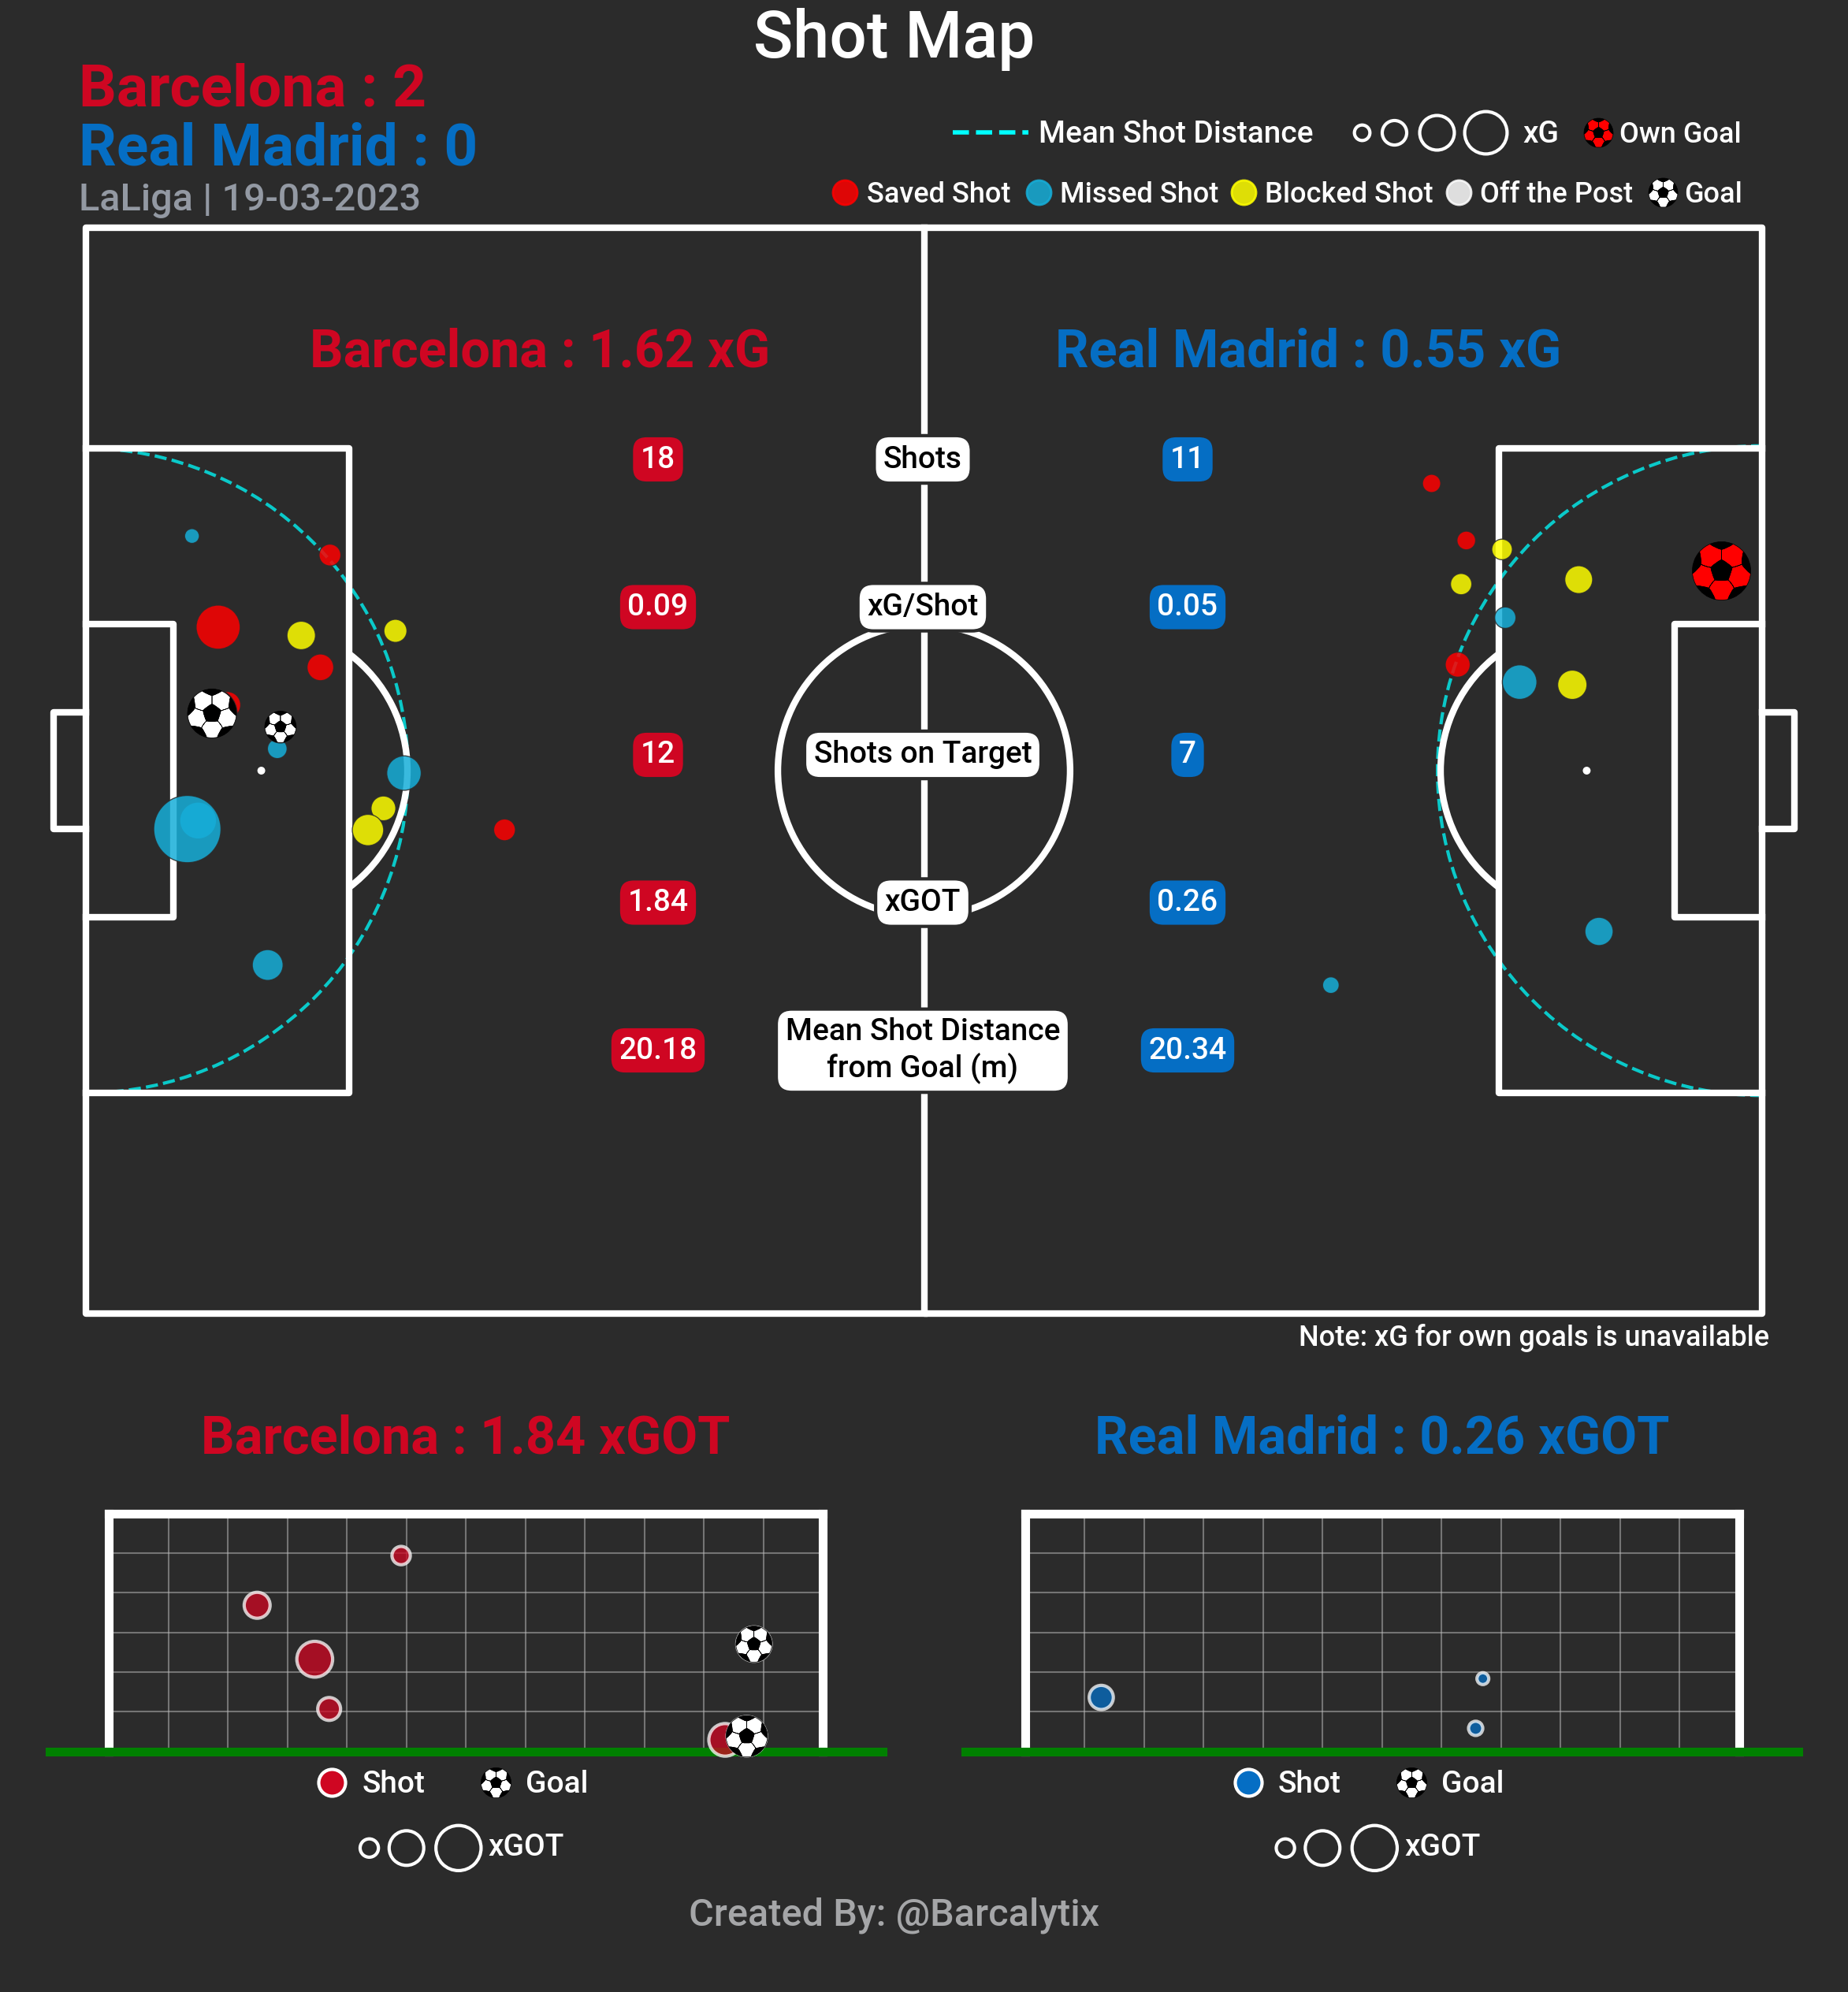 Shot Map
Barcelona : 2
Real Madrid : 0
LaLiga | 19-03-2023
Mean Shot Distance xG Own Goal
Saved Shot Missed Shot Blocked Shot Off the Post Goal
Barcelona : 1.62 xG Real Madrid : 0.55 xG
18 Shots 11
0.09 xG/Shot 0.05
12 Shots on Target 7
1.84 xGOT 0.26
20.18 Mean Shot Distance 20.34
from Goal (m)
Note: xG for own goals is unavailable
Barcelona : 1.84 xGOT Real Madrid : 0.26 xGOT
Shot Goal Shot Goal
xGOT xGOT
Created By: @Barcalytix